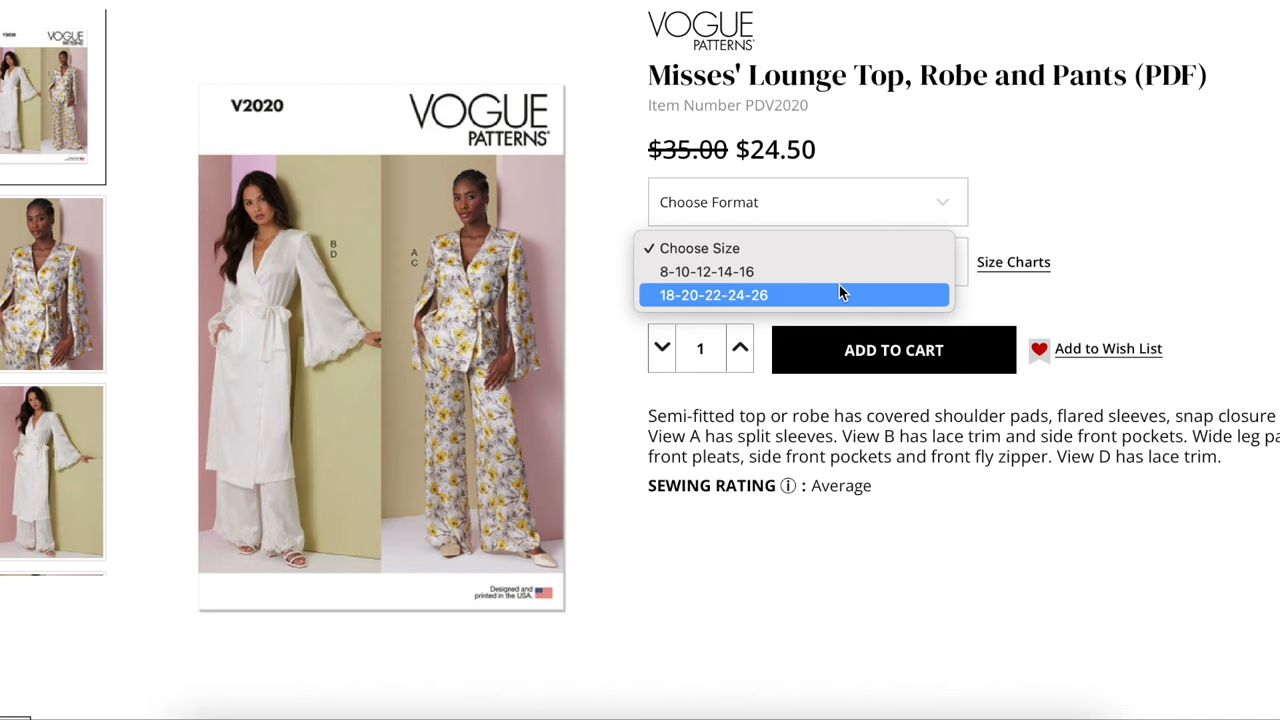 V2020
VOGUE
PATTERNS
VOGUE
PATTERNS
V2020
VOGUE
PATTERNS
B
D
A
C
Designed and
printed in the USA.
Misses' Lounge Top, Robe and Pants (PDF)
Item Number PDV2020
$35.00 $24.50
Choose Format
✓ Choose Size
8-10-12-14-16
18-20-22-24-26
Size Charts
1
ADD TO CART
Add to Wish List
Semi-fitted top or robe has covered shoulder pads, flared sleeves, snap closure
View A has split sleeves. View B has lace trim and side front pockets. Wide leg pa
front pleats, side front pockets and front fly zipper. View D has lace trim.
SEWING RATING ⓘ : Average